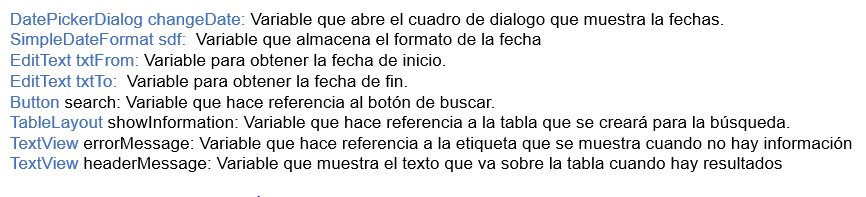 DatePickerDialog changeDate: Variable que abre el cuadro de dialogo que muestra la fechas.
SimpleDateFormat sdf:  Variable que almacena el formato de la fecha
EditText txtFrom: Variable para obtener la fecha de inicio.
EditText txtTo:  Variable para obtener la fecha de fin.
Button search: Variable que hace referencia al botón de buscar.
TableLayout showInformation: Variable que hace referencia a la tabla que se creará para la búsqueda.
TextView errorMessage: Variable que hace referencia a la etiqueta que se muestra cuando no hay información
TextView headerMessage: Variable que muestra el texto que va sobre la tabla cuando hay resultados